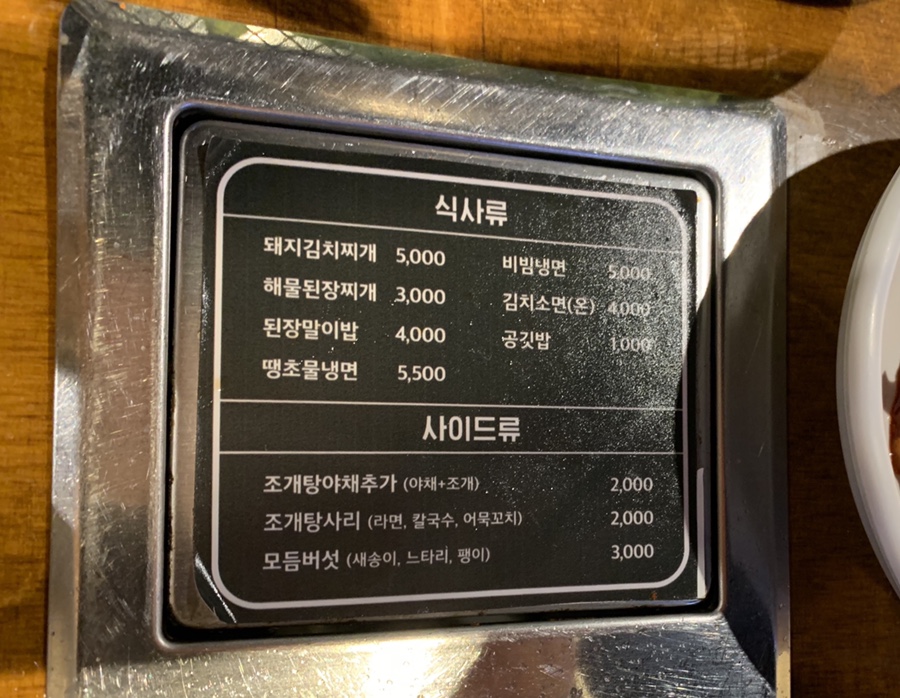 식사류
돼지김치찌개 5,000
해물된장찌개 3,000
된장말이밥 4,000
땡초물냉면 5,500
비빔냉면 5,000
김치소면(온) 4,000
공깃밥 1,000
사이드류
조개탕야채추가 (야채+조개) 2,000
조개탕사리 (라면, 칼국수, 어묵꼬치) 2,000
모듬버섯 (새송이, 느타리, 팽이) 3,000